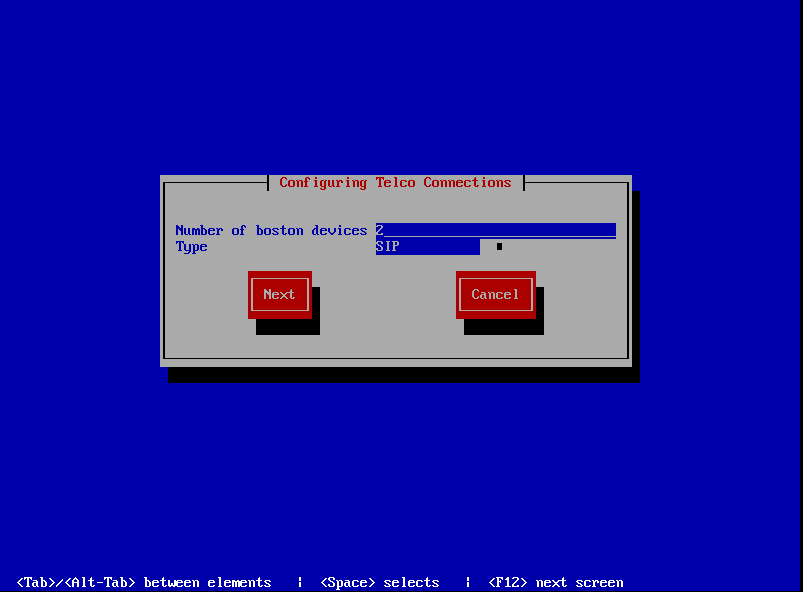 Configuring Telco Connections
Number of boston devices 2
Type SIP
Next Cancel
<Tab>/<Alt-Tab> between elements | <Space> selects | <F12> next screen